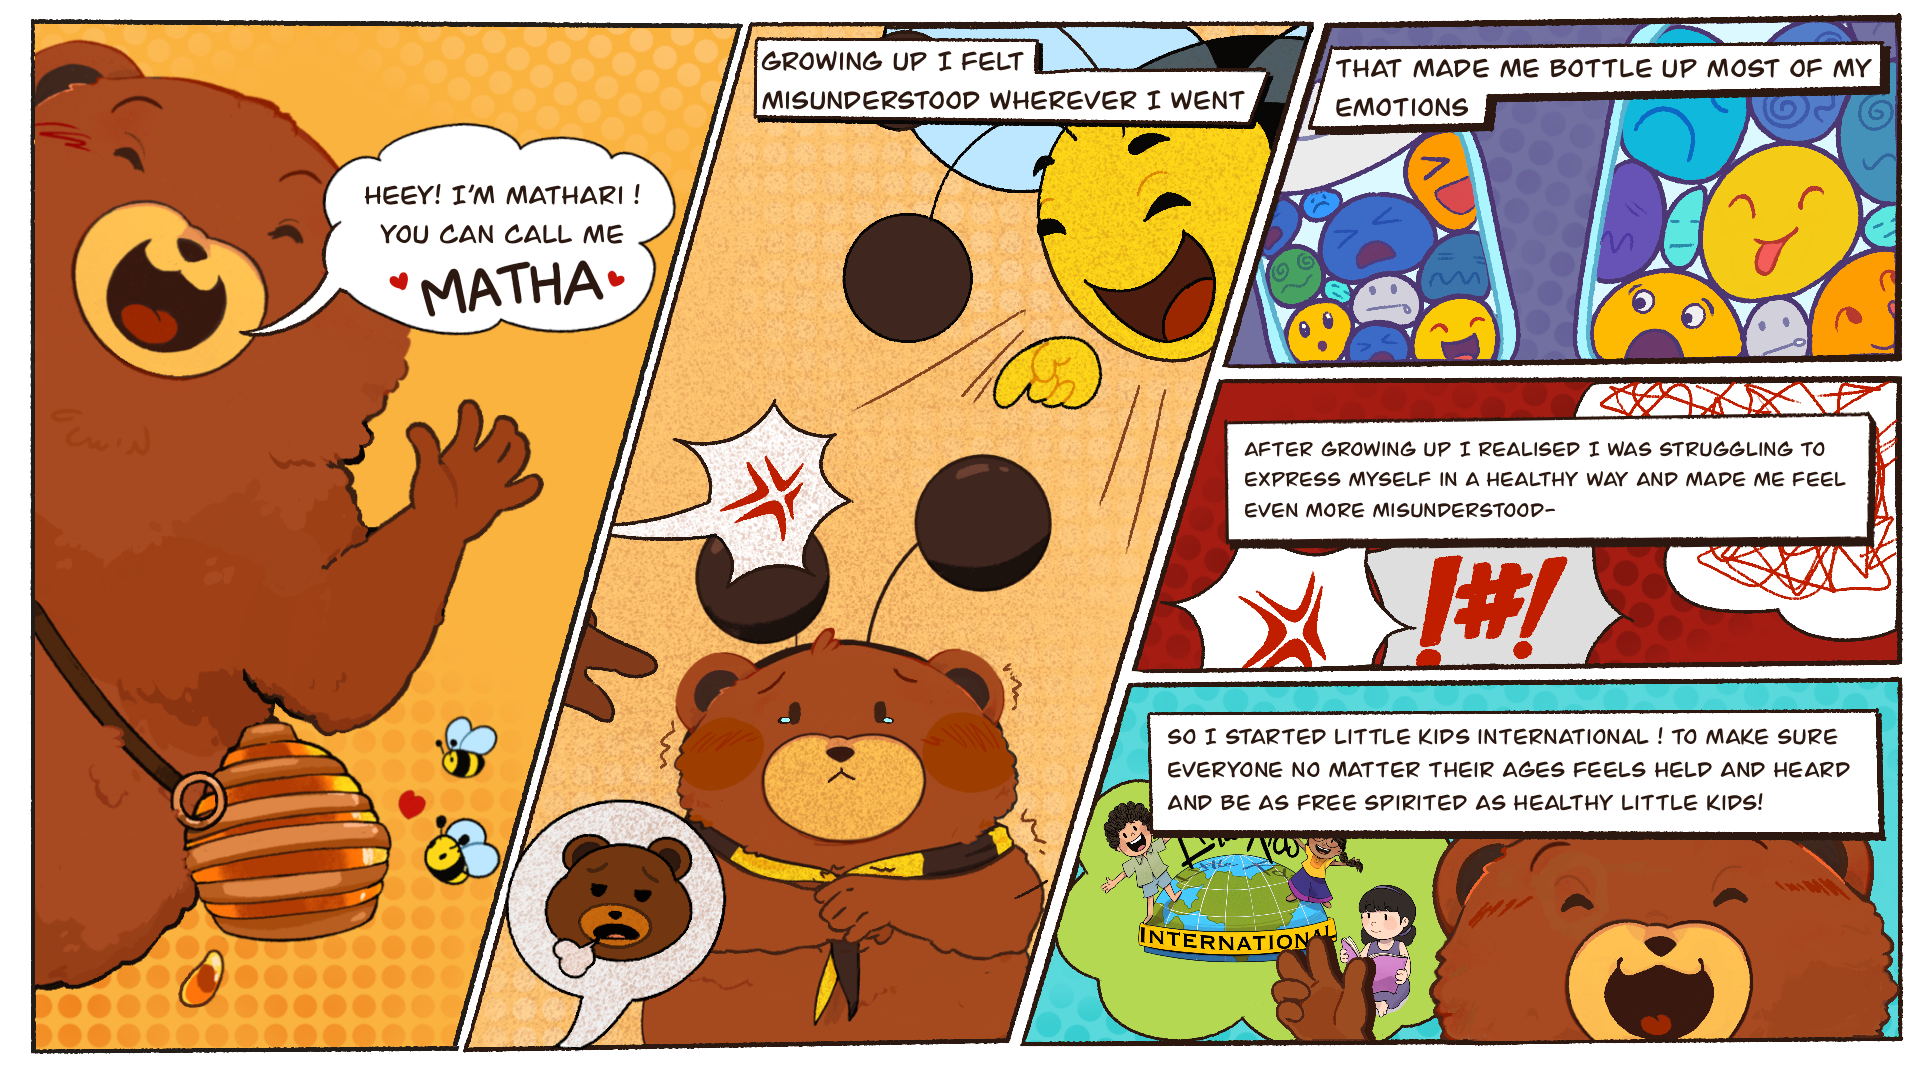 HEEY! I'M MATHARI !
YOU CAN CALL ME
MATHA
GROWING UP I FELT
MISUNDERSTOOD WHEREVER I WENT
THAT MADE ME BOTTLE UP MOST OF MY
EMOTIONS
AFTER GROWING UP I REALISED I WAS STRUGGLING TO
EXPRESS MYSELF IN A HEALTHY WAY AND MADE ME FEEL
EVEN MORE MISUNDERSTOOD-
!#!
SO I STARTED LITTLE KIDS INTERNATIONAL ! TO MAKE SURE
EVERYONE NO MATTER THEIR AGES FEELS HELD AND HEARD
AND BE AS FREE SPIRITED AS HEALTHY LITTLE KIDS!
INTERNATIONAL